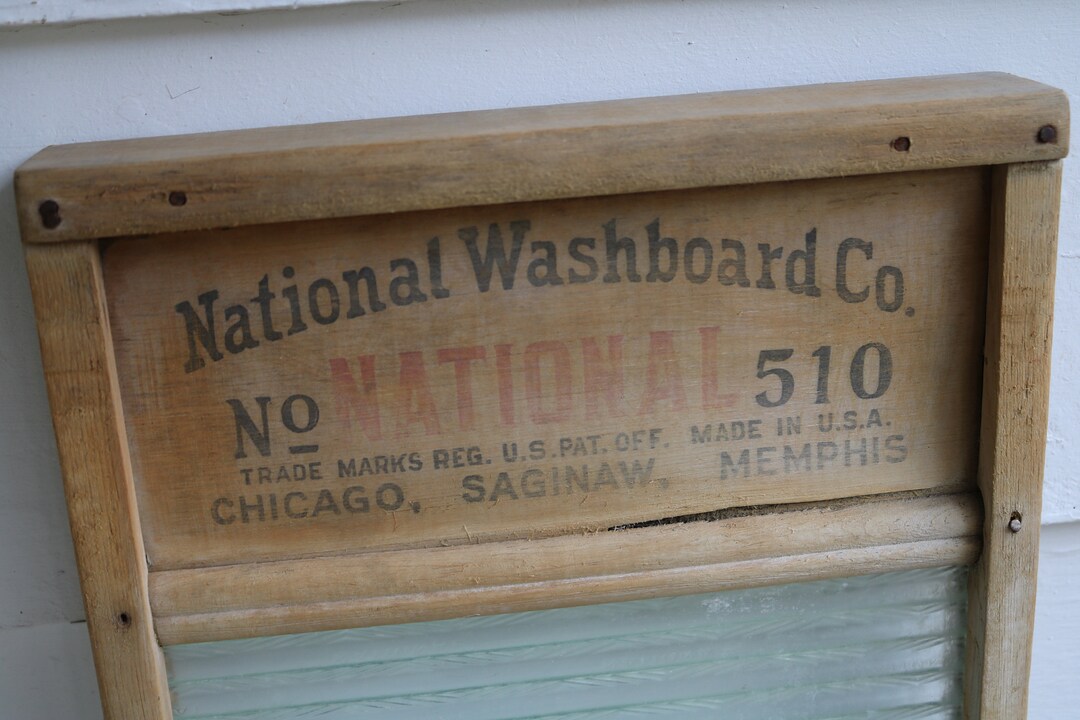 National Washboard Co.
No NATIONAL 510
TRADE MARKS REG. U.S. PAT. OFF. MADE IN U.S.A.
CHICAGO, SAGINAW, MEMPHIS